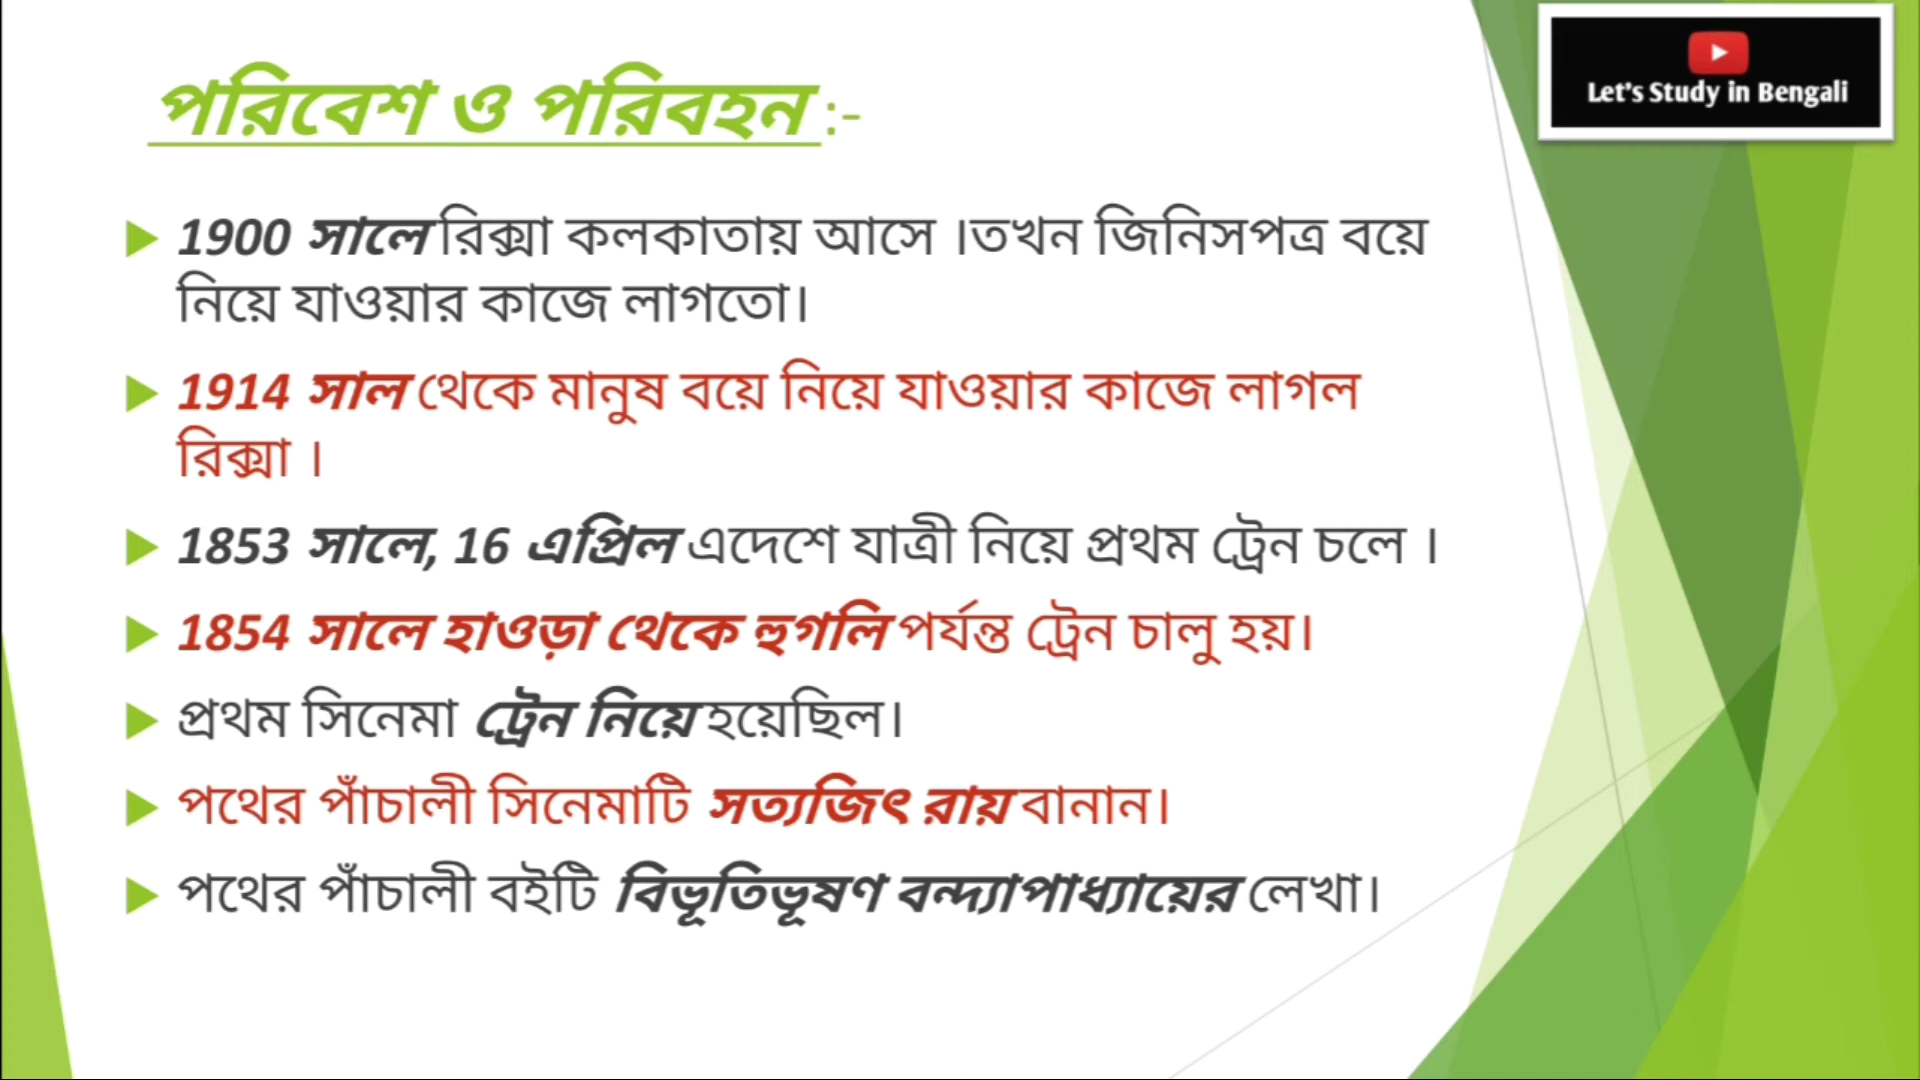 পরিবেশ ও পরিবহন :-
Let's Study in Bengali
1900 সালে রিক্সা কলকাতায় আসে ।তখন জিনিসপত্র বয়ে
নিয়ে যাওয়ার কাজে লাগতো।
1914 সাল থেকে মানুষ বয়ে নিয়ে যাওয়ার কাজে লাগল
রিক্সা ।
1853 সালে, 16 এপ্রিল এদেশে যাত্রী নিয়ে প্রথম ট্রেন চলে ।
1854 সালে হাওড়া থেকে হুগলি পর্যন্ত ট্রেন চালু হয়।
প্রথম সিনেমা ট্রেন নিয়ে হয়েছিল।
পথের পাঁচালী সিনেমাটি সত্যজিৎ রায় বানান।
পথের পাঁচালী বইটি বিভূতিভূষণ বন্দ্যাপাধ্যায়ের লেখা।